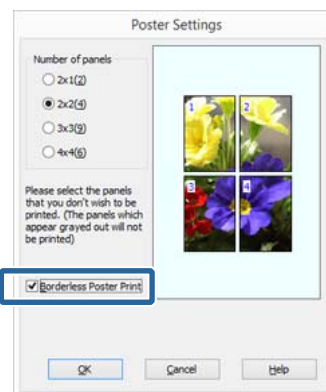 Poster Settings
Number of panels
2x1(2)
2x2(4)
3x3(9)
4x4(6)
Please select the panels
that you don't wish to be
printed. (The panels which
appear grayed out will not
be printed)
Borderless Poster Print
1 2
3 4
OK Cancel Help